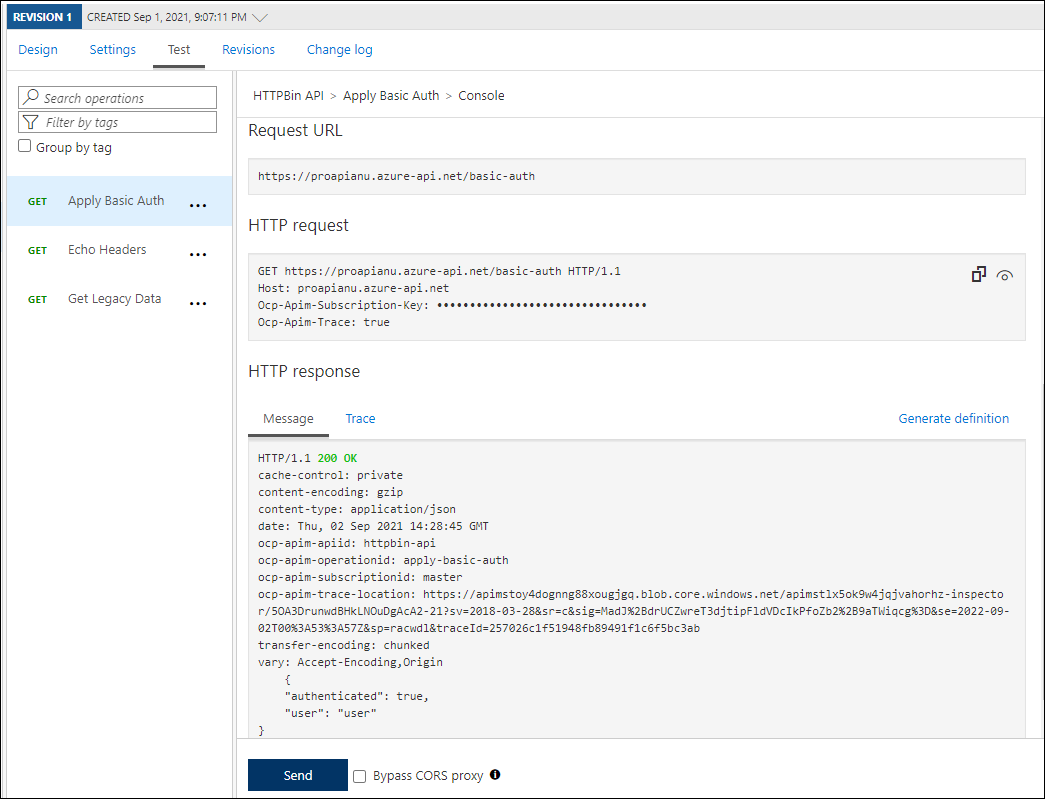 REVISION 1 CREATED Sep 1, 2021, 9:07:11 PM
Design Settings Test Revisions Change log
Search operations
Filter by tags
Group by tag
GET Apply Basic Auth ...
GET Echo Headers ...
GET Get Legacy Data ...
HTTPBin API > Apply Basic Auth > Console
Request URL
https://proapianu.azure-api.net/basic-auth
HTTP request
GET https://proapianu.azure-api.net/basic-auth HTTP/1.1
Host: proapianu.azure-api.net
Ocp-Apim-Subscription-Key: ••••••••••••••••••••••••••••••••
Ocp-Apim-Trace: true
HTTP response
Message Trace Generate definition
HTTP/1.1 200 OK
cache-control: private
content-encoding: gzip
content-type: application/json
date: Thu, 02 Sep 2021 14:28:45 GMT
ocp-apim-apiid: httpbin-api
ocp-apim-operationid: apply-basic-auth
ocp-apim-subscriptionid: master
ocp-apim-trace-location: https://apimstoy4dognng88xougjgq.blob.core.windows.net/apimstlx5ok9w4jqjvahorhz-inspecto
r/5OA3DrunwdBHkLNOuDgAcA2-21?sv=2018-03-28&sr=c&sig=MadJ%2BdrUCZwreT3djtipFldVDcIkPfoZb2%2B9aTWiqcg%3D&se=2022-09-
02T00%3A53%3A57Z&sp=racwdl&traceId=257026c1f51948fb89491f1c6f5bc3ab
transfer-encoding: chunked
vary: Accept-Encoding,Origin
{
"authenticated": true,
"user": "user"
}
Send Bypass CORS proxy